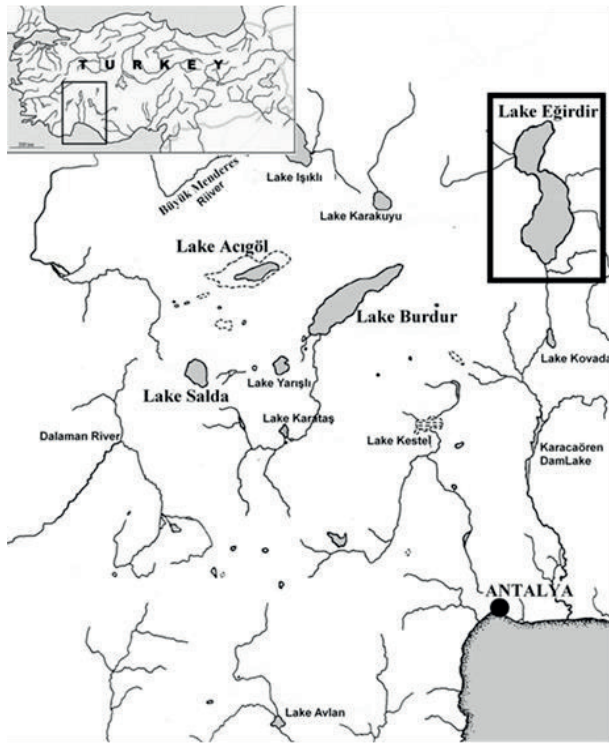 TURKEY
Lake Eğirdir
Lake Işıklı
Büyük Menderes
Riiver
Lake Karakuyu
Lake Acıgöl
Lake Burdur
Lake Kovada
Lake Yarışlı
Lake Salda
Lake Karataş
Dalaman River
Lake Kestel
Karacaören
DamLake
ANTALYA
Lake Avlan